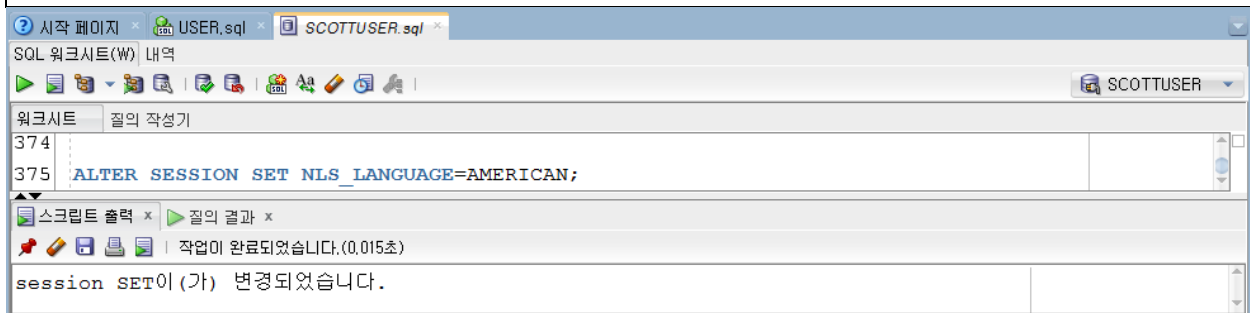 시작 페이지 USER.sql SCOTTUSER.sql
SQL 워크시트(W) 내역
SCOTTUSER
워크시트 질의 작성기
374
375 ALTER SESSION SET NLS_LANGUAGE=AMERICAN;
스크립트 출력 x 질의 결과 x
작업이 완료되었습니다.(0.015초)
session SET이(가) 변경되었습니다.